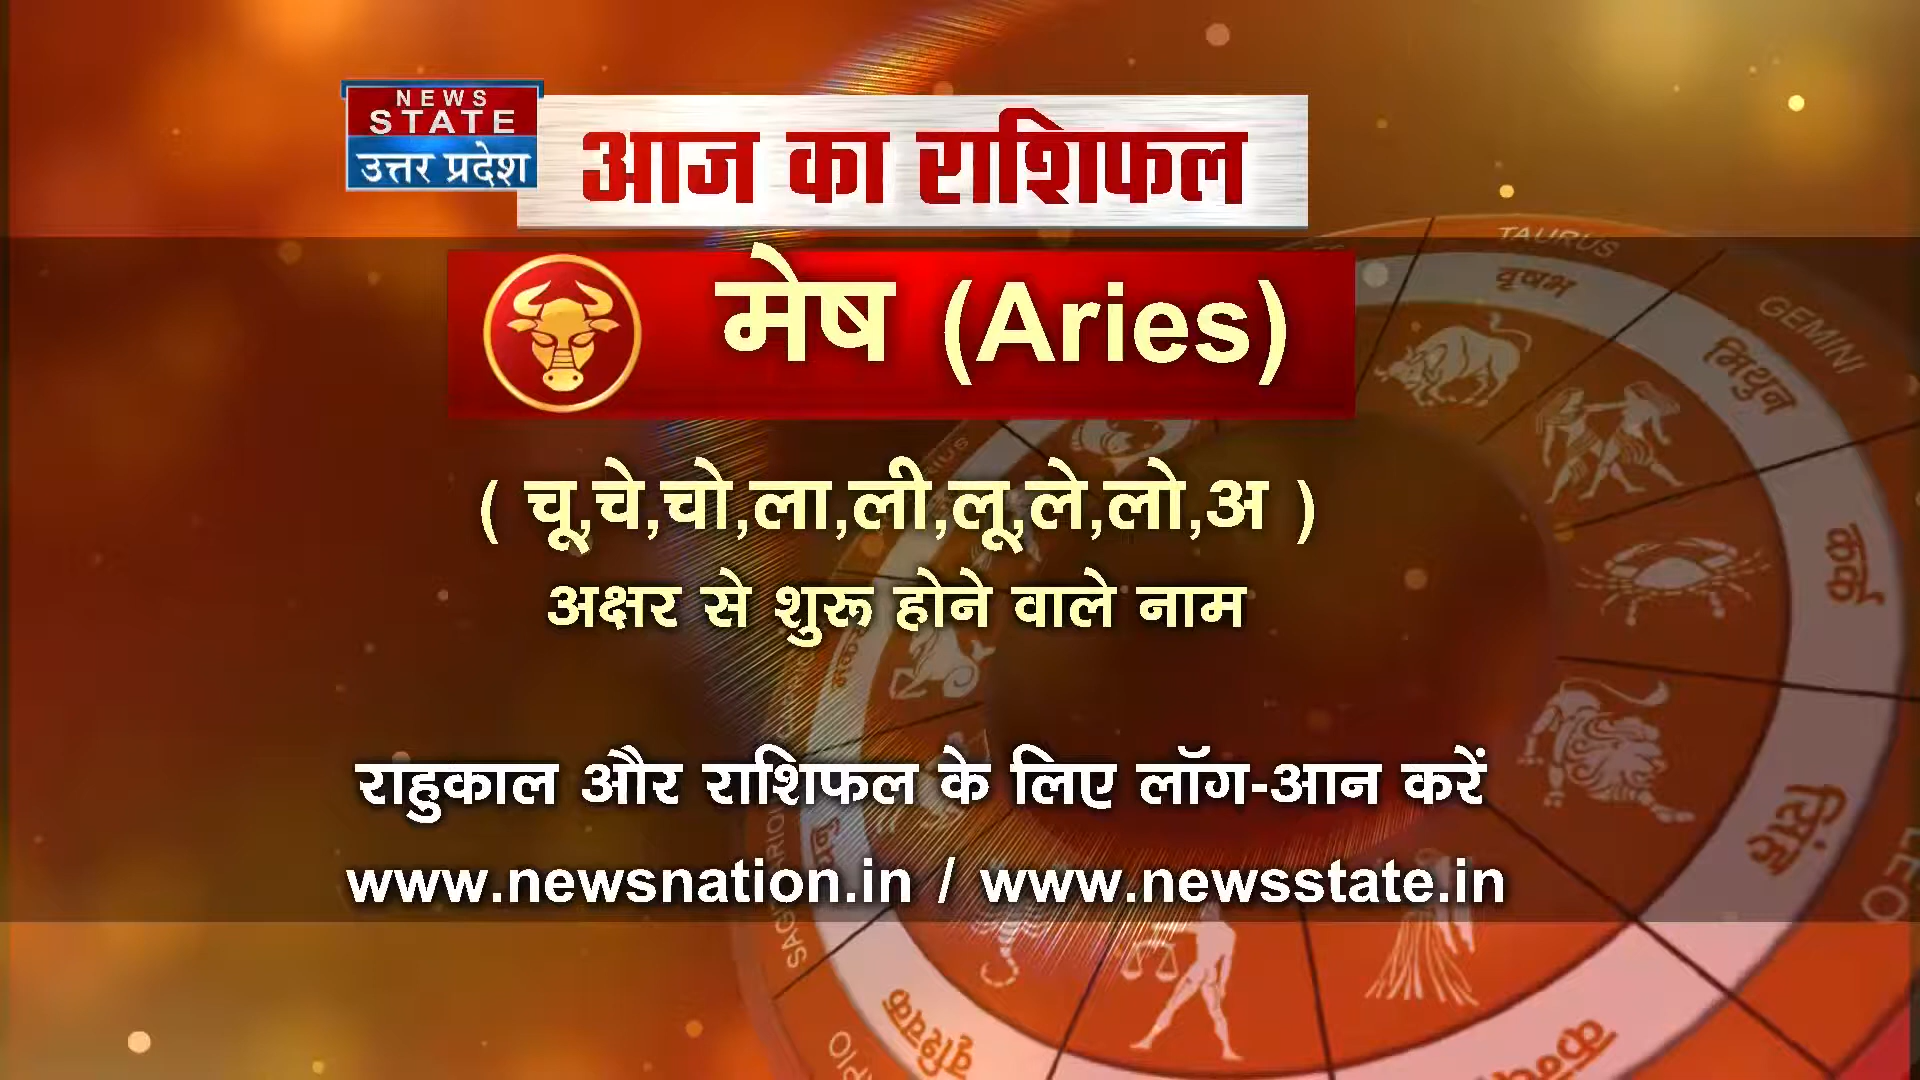 NEWS
STATE
उत्तर प्रदेश
आज का राशिफल
मेष (Aries)
( चू,चे,चो,ला,ली,लू,ले,लो,अ )
अक्षर से शुरू होने वाले नाम
राहुकाल और राशिफल के लिए लॉग-आन करें
www.newsnation.in / www.newsstate.in
TAURUS
वृषभ
GEMINI
मिथुन
कर्क
सिंह
LEO
वृश्चिक